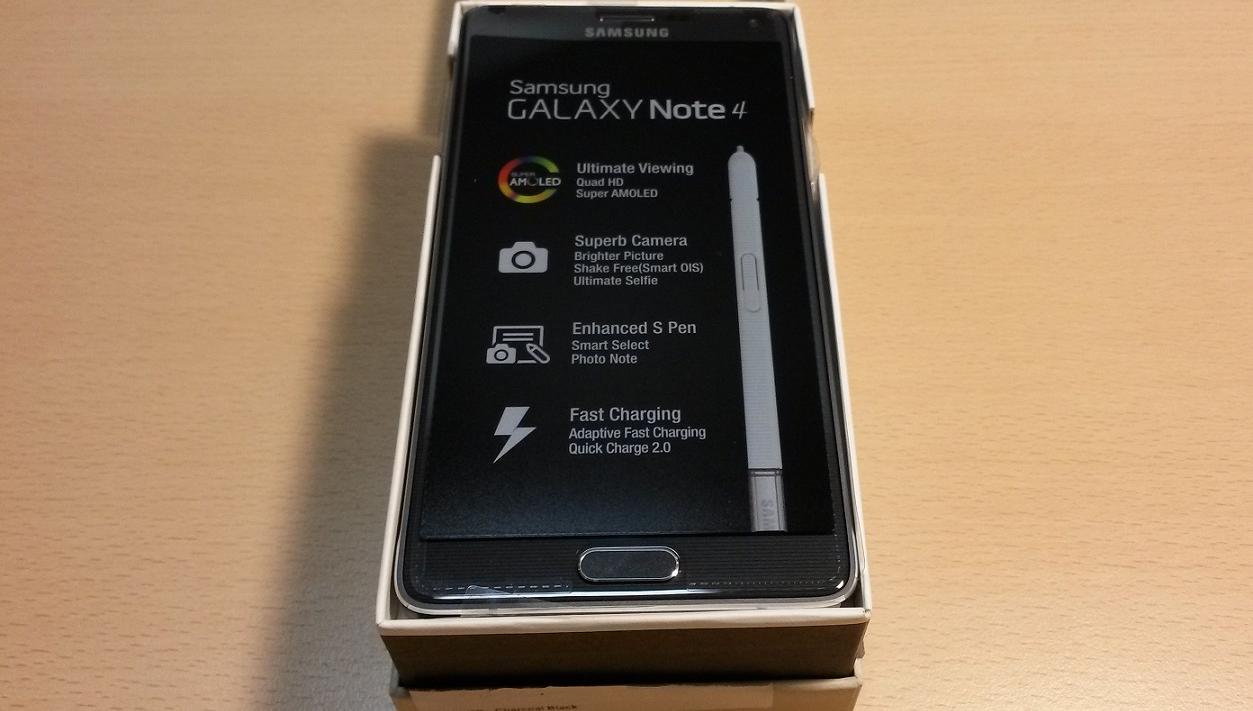 SAMSUNG
Samsung
GALAXY Note 4
SUPER
AMOLED
Ultimate Viewing
Quad HD
Super AMOLED
Superb Camera
Brighter Picture
Shake Free(Smart OIS)
Ultimate Selfie
Enhanced S Pen
Smart Select
Photo Note
Fast Charging
Adaptive Fast Charging
Quick Charge 2.0
SAM
Charcoal Black